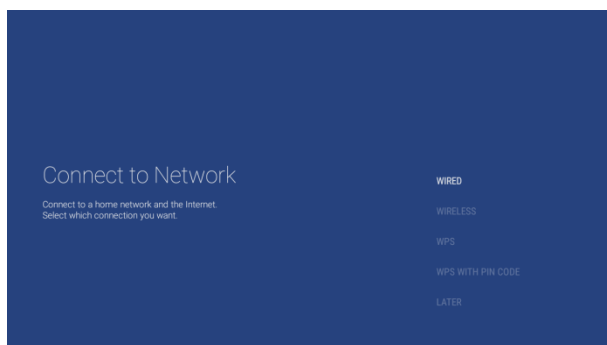 Connect to Network
Connect to a home network and the Internet.
Select which connection you want.
WIRED
WIRELESS
WPS
WPS WITH PIN CODE
LATER